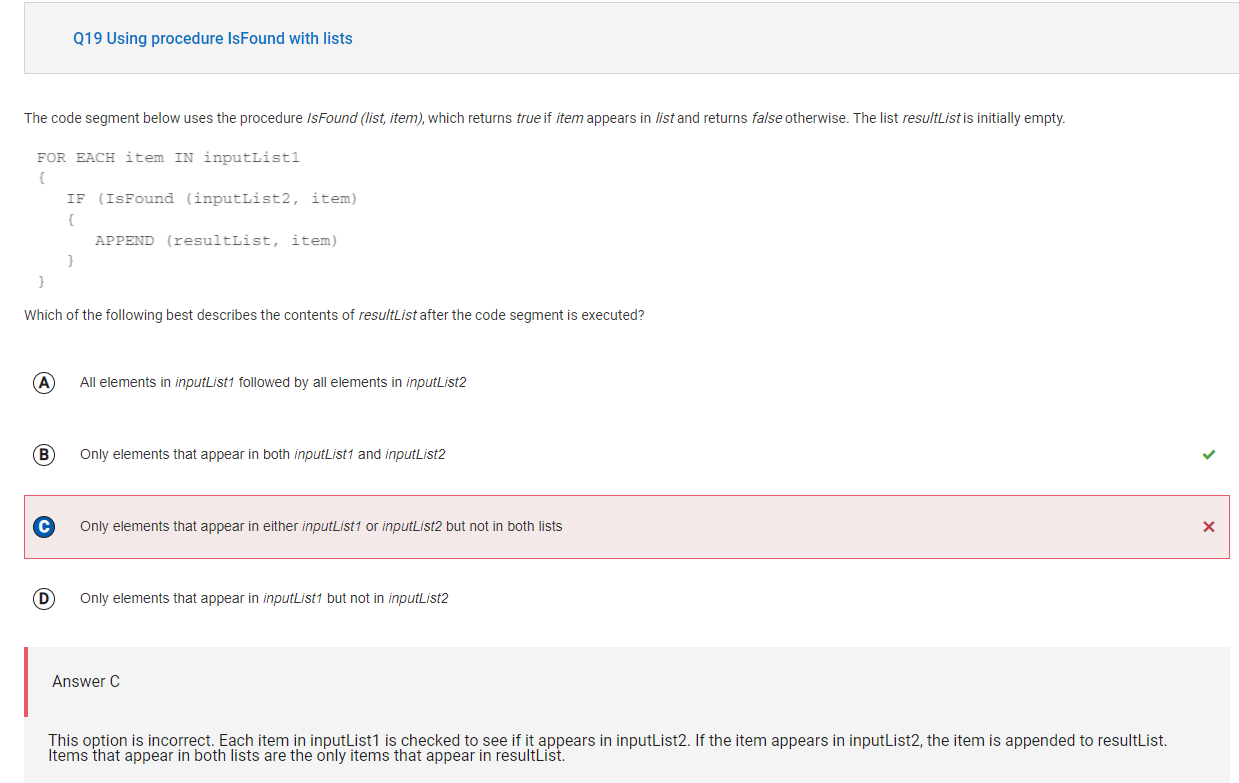 Q19 Using procedure IsFound with lists
The code segment below uses the procedure IsFound (list, item), which returns true if item appears in list and returns false otherwise. The list resultList is initially empty.
FOR EACH item IN inputList1
{
IF (IsFound (inputList2, item)
{
APPEND (resultList, item)
}
}
Which of the following best describes the contents of resultList after the code segment is executed?
A All elements in inputList1 followed by all elements in inputList2
B Only elements that appear in both inputList1 and inputList2
C Only elements that appear in either inputList1 or inputList2 but not in both lists
D Only elements that appear in inputList1 but not in inputList2
Answer C
This option is incorrect. Each item in inputList1 is checked to see if it appears in inputList2. If the item appears in inputList2, the item is appended to resultList.
Items that appear in both lists are the only items that appear in resultList.